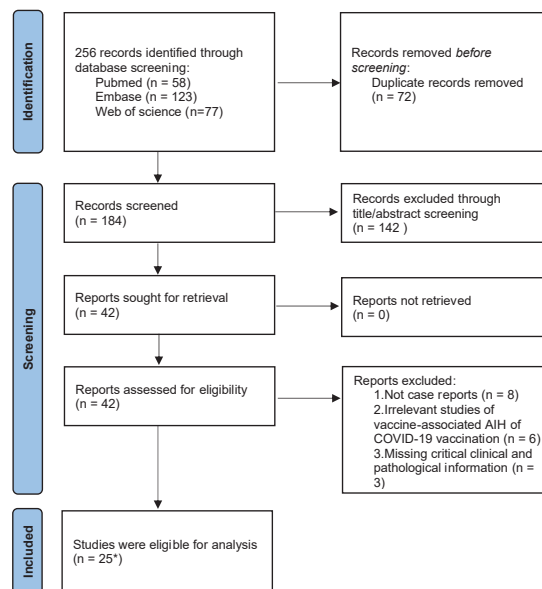 Identification
256 records identified through
database screening:
Pubmed (n = 58)
Embase (n = 123)
Web of science (n=77)
Records removed before
screening:
Duplicate records removed
(n = 72)
Screening
Records screened
(n = 184)
Records excluded through
title/abstract screening
(n = 142 )
Reports sought for retrieval
(n = 42)
Reports not retrieved
(n = 0)
Reports assessed for eligibility
(n = 42)
Reports excluded:
1.Not case reports (n = 8)
2.Irrelevant studies of
vaccine-associated AIH of
COVID-19 vaccination (n = 6)
3.Missing critical clinical and
pathological information (n =
3)
Included
Studies were eligible for analysis
(n = 25*)